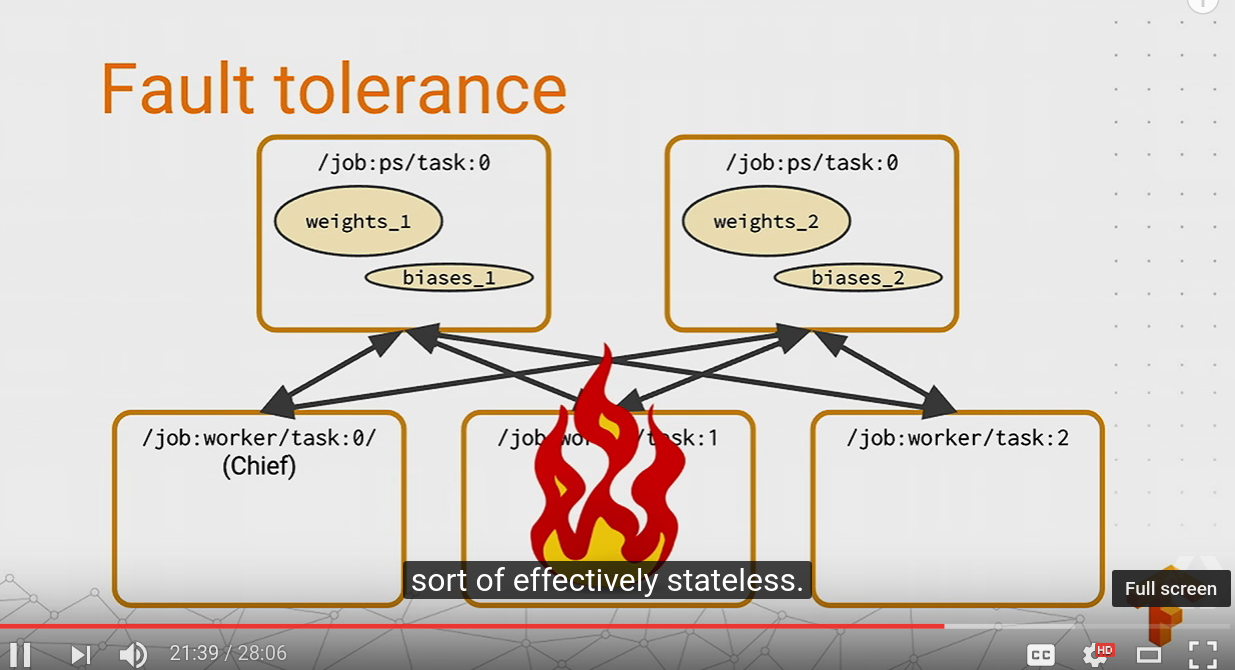 Fault tolerance
/job:ps/task:0
/job:ps/task:0
weights_1
weights_2
biases_1
biases_2
/job:worker/task:0/
(Chief)
/job:wor /task:1
/job:worker/task:2
sort of effectively stateless.
Full screen
21:39 / 28:06
CC
HD